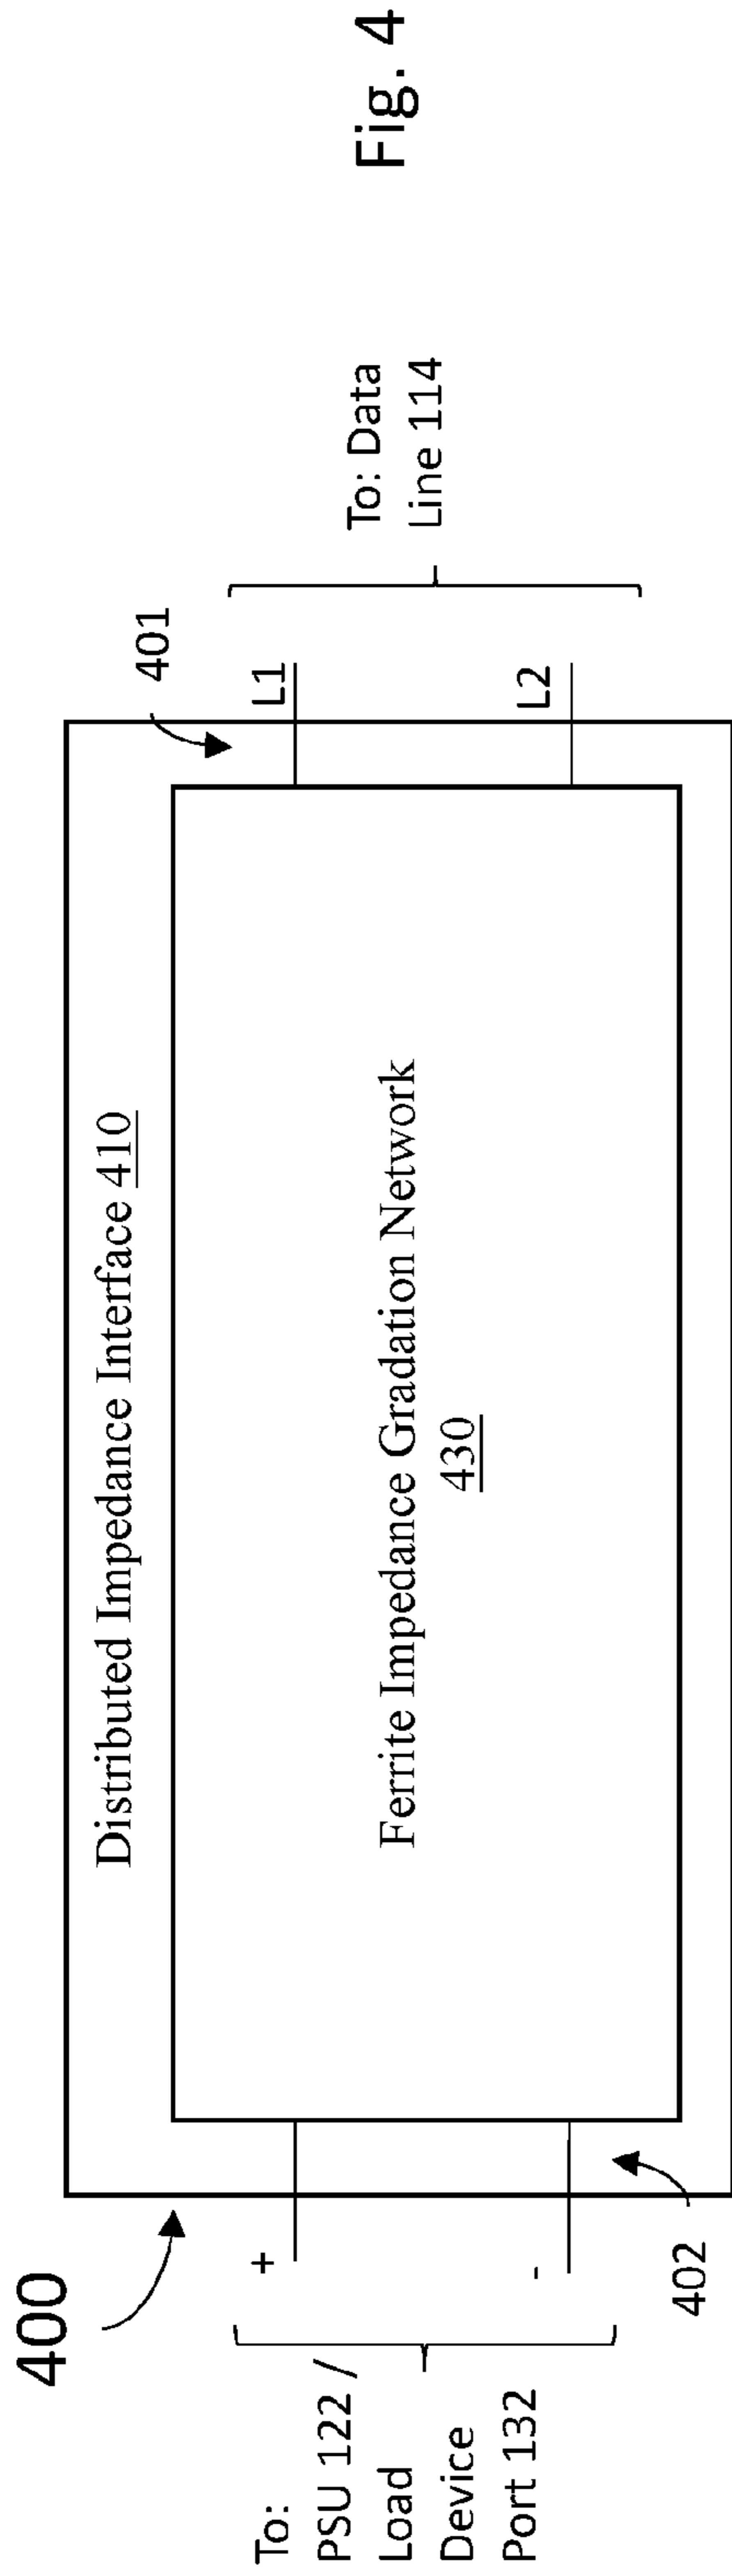 400
Distributed Impedance Interface 410
401
To:
PSU 122 /
Load
Device
Port 132
+
-
402
Ferrite Impedance Gradation Network
430
L1
L2
To: Data
Line 114
Fig. 4